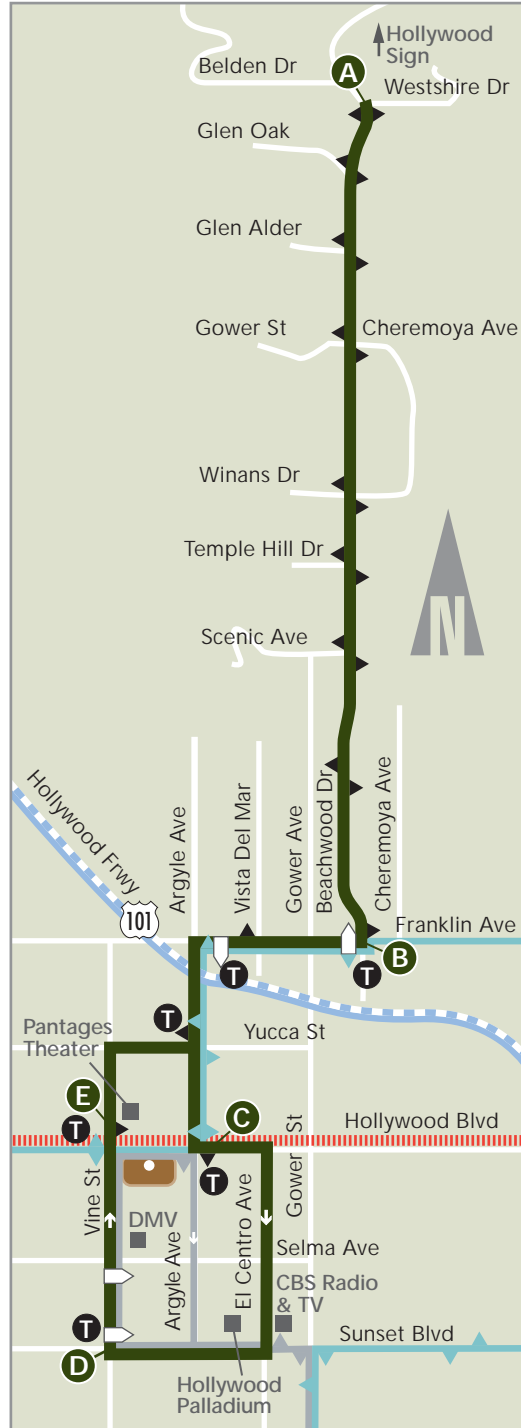 Hollywood
Sign
Belden Dr
A
Westshire Dr
Glen Oak
Glen Alder
Gower St
Cheremoya Ave
Winans Dr
Temple Hill Dr
N
Scenic Ave
Hollywood Frwy
Argyle Ave
Vista Del Mar
Gower Ave
Beachwood Dr
Cheremoya Ave
101
Franklin Ave
B
T
T
T
Yucca St
Pantages
Theater
E
C
T
Hollywood Blvd
T
Vine St
DMV
Argyle Ave
El Centro Ave
Gower St
Selma Ave
CBS Radio
& TV
T
Sunset Blvd
D
Hollywood
Palladium